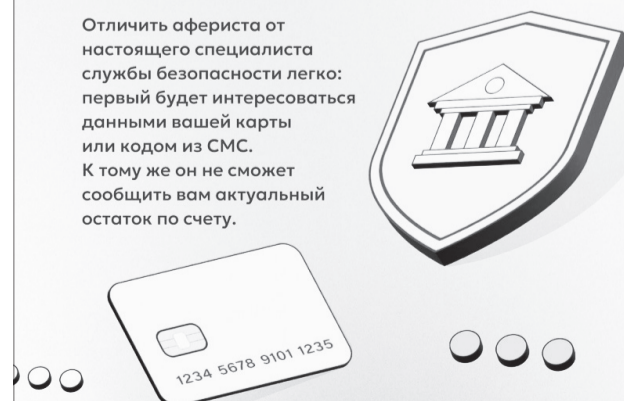 Отличить афериста от
настоящего специалиста
службы безопасности легко:
первый будет интересоваться
данными вашей карты
или кодом из СМС.
К тому же он не сможет
сообщить вам актуальный
остаток по счету.
1234 5678 9101 1235